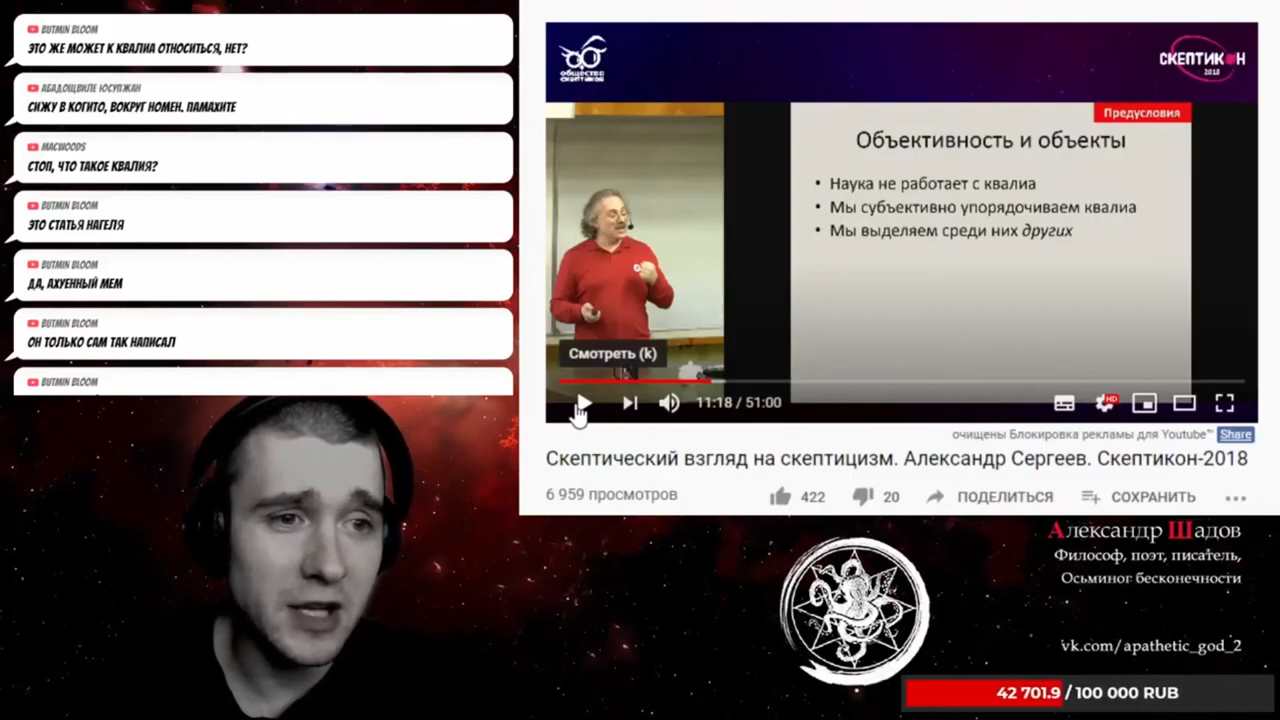 BUTMIN BLOOM
ЭТО ЖЕ МОЖЕТ К КВАЛИА ОТНОСИТЬСЯ, НЕТ?
АБАДОЩВИЛЕ ЮСУПЖАН
СИЖУ В КОГИТО, ВОКРУГ НОМЕН. ПАМАХИТЕ
MACWOODS
СТОП, ЧТО ТАКОЕ КВАЛИЯ?
BUTMIN BLOOM
ЭТО СТАТЬЯ НАГЕЛЯ
BUTMIN BLOOM
ДА, АХУЕННЫЙ МЕМ
BUTMIN BLOOM
ОН ТОЛЬКО САМ ТАК НАПИСАЛ
BUTMIN BLOOM
общество
скептиков
СКЕПТИКОН
2018
Предусловия
Объективность и объекты
• Наука не работает с квалиа
• Мы субъективно упорядочиваем квалиа
• Мы выделяем среди них других
Смотреть (k)
11:18 / 51:00
HD
очищены Блокировка рекламы для Youtube™ Share
Скептический взгляд на скептицизм. Александр Сергеев. Скептикон-2018
6 959 просмотров
422
20
ПОДЕЛИТЬСЯ
СОХРАНИТЬ
Александр Шадов
Философ, поэт, писатель,
Осьминог бесконечности
vk.com/apathetic_god_2
42 701.9 / 100 000 RUB